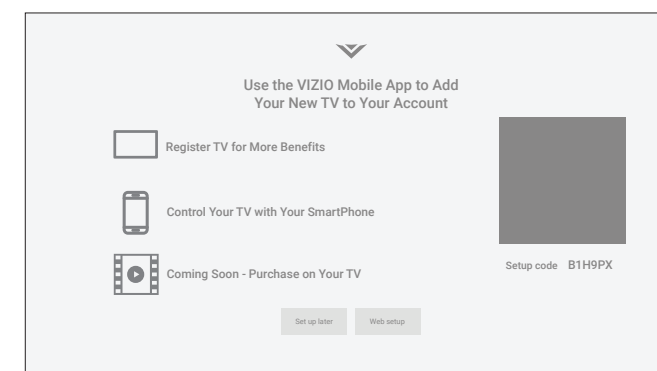 Use the VIZIO Mobile App to Add
Your New TV to Your Account
Register TV for More Benefits
Control Your TV with Your SmartPhone
Coming Soon - Purchase on Your TV
Setup code B1H9PX
Set up later
Web setup